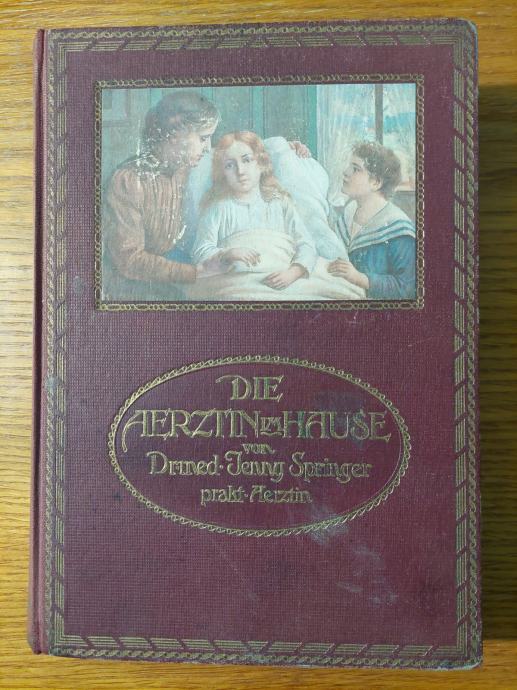 DIE
AERZTIN IM HAUSE
von
Dr. med. Jenny Springer
prakt. Aerztin